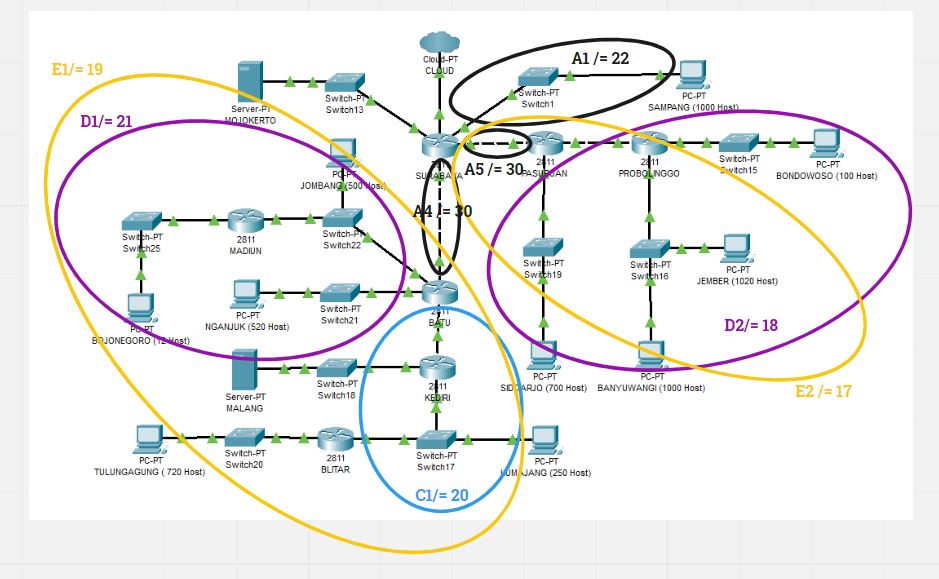 Cloud-PT
CLOUD
A1 /= 22
E1/= 19
Switch-PT
Switch13
Server-PT
MOJOKERTO
Switch-PT
Switch1
PC-PT
SAMPANG (1000 Host)
D1/= 21
2811
SURABAYA
A5 /= 30
2811
PASURUAN
2811
PROBOLINGGO
Switch-PT
Switch15
PC-PT
BONDOWOSO (100 Host)
PC-PT
JOMBANG (500 Host)
A4 /= 30
Switch-PT
Switch25
2811
MADIUN
Switch-PT
Switch22
Switch-PT
Switch19
Switch-PT
Switch16
PC-PT
JEMBER (1020 Host)
PC-PT
BOJONEGORO (12 Host)
PC-PT
NGANJUK (520 Host)
Switch-PT
Switch21
2811
BATU
D2/= 18
Server-PT
MALANG
Switch-PT
Switch18
2811
KEDIRI
PC-PT
SIDOARJO (700 Host)
PC-PT
BANYUWANGI (1000 Host)
E2 /= 17
PC-PT
TULUNGAGUNG ( 720 Host)
Switch-PT
Switch20
2811
BLITAR
Switch-PT
Switch17
PC-PT
LUMAJANG (250 Host)
C1/= 20